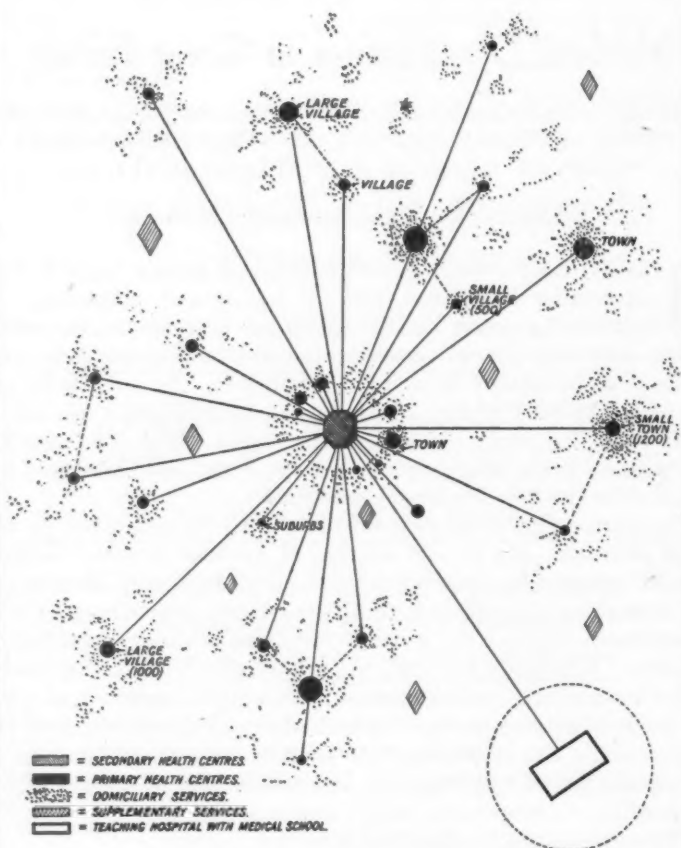 LARGE
VILLAGE
VILLAGE
TOWN
SMALL
VILLAGE
(500)
SMALL
TOWN
(1200)
TOWN
SUBURBS
LARGE
VILLAGE
(1000)
= SECONDARY HEALTH CENTRES.
= PRIMARY HEALTH CENTRES.
= DOMICILIARY SERVICES.
= SUPPLEMENTARY SERVICES.
= TEACHING HOSPITAL WITH MEDICAL SCHOOL.